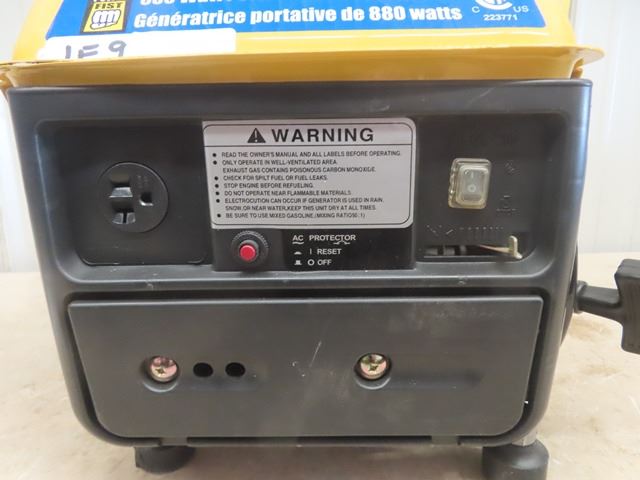 FIST
Génératrice portative de 880 watts
C US
223771
1F9
WARNING
● READ THE OWNER'S MANUAL AND ALL LABELS BEFORE OPERATING.
● ONLY OPERATE IN WELL-VENTILATED AREA.
EXHAUST GAS CONTAINS POISONOUS CARBON MONOXIGE.
● CHECK FOR SPILT FUEL OR FUEL LEAKS.
● STOP ENGINE BEFORE REFUELING.
● DO NOT OPERATE NEAR FLAMMABLE MATERIALS.
● ELECTROCUTION CAN OCCUR IF GENERATOR IS USED IN RAIN,
SNOW, OR NEAR WATER, KEEP THIS UNIT DRY AT ALL TIMES.
● BE SURE TO USE MIXED GASOLINE. (MIXING RATIO50:1)
AC PROTECTOR
I RESET
O OFF